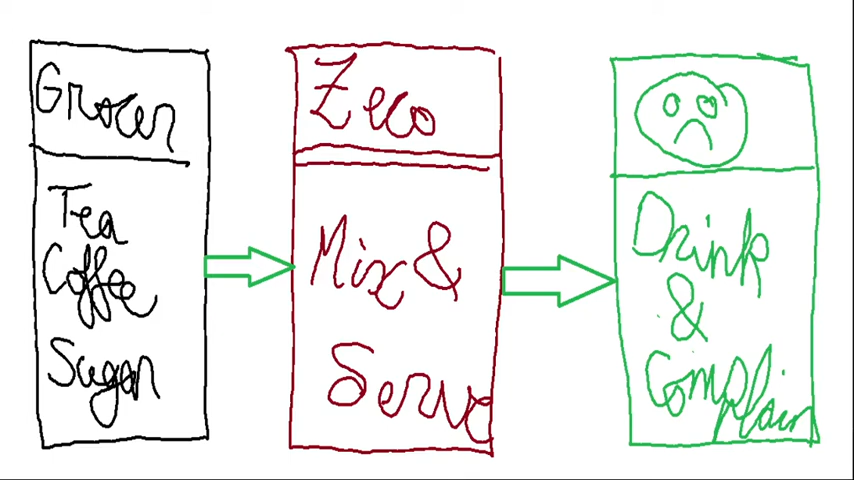 Grocer
Tea
Coffee
Sugar
Zeco
Mix &
Serve
Drink
&
Complain